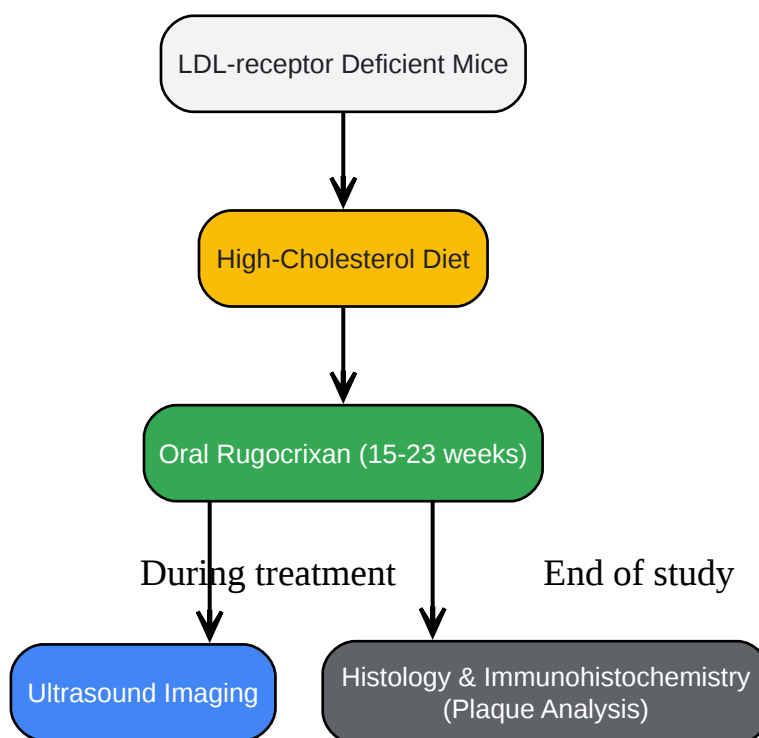 LDL-receptor Deficient Mice
High-Cholesterol Diet
Oral Rugocrixan (15-23 weeks)
During treatment
End of study
Ultrasound Imaging
Histology & Immunohistochemistry
(Plaque Analysis)